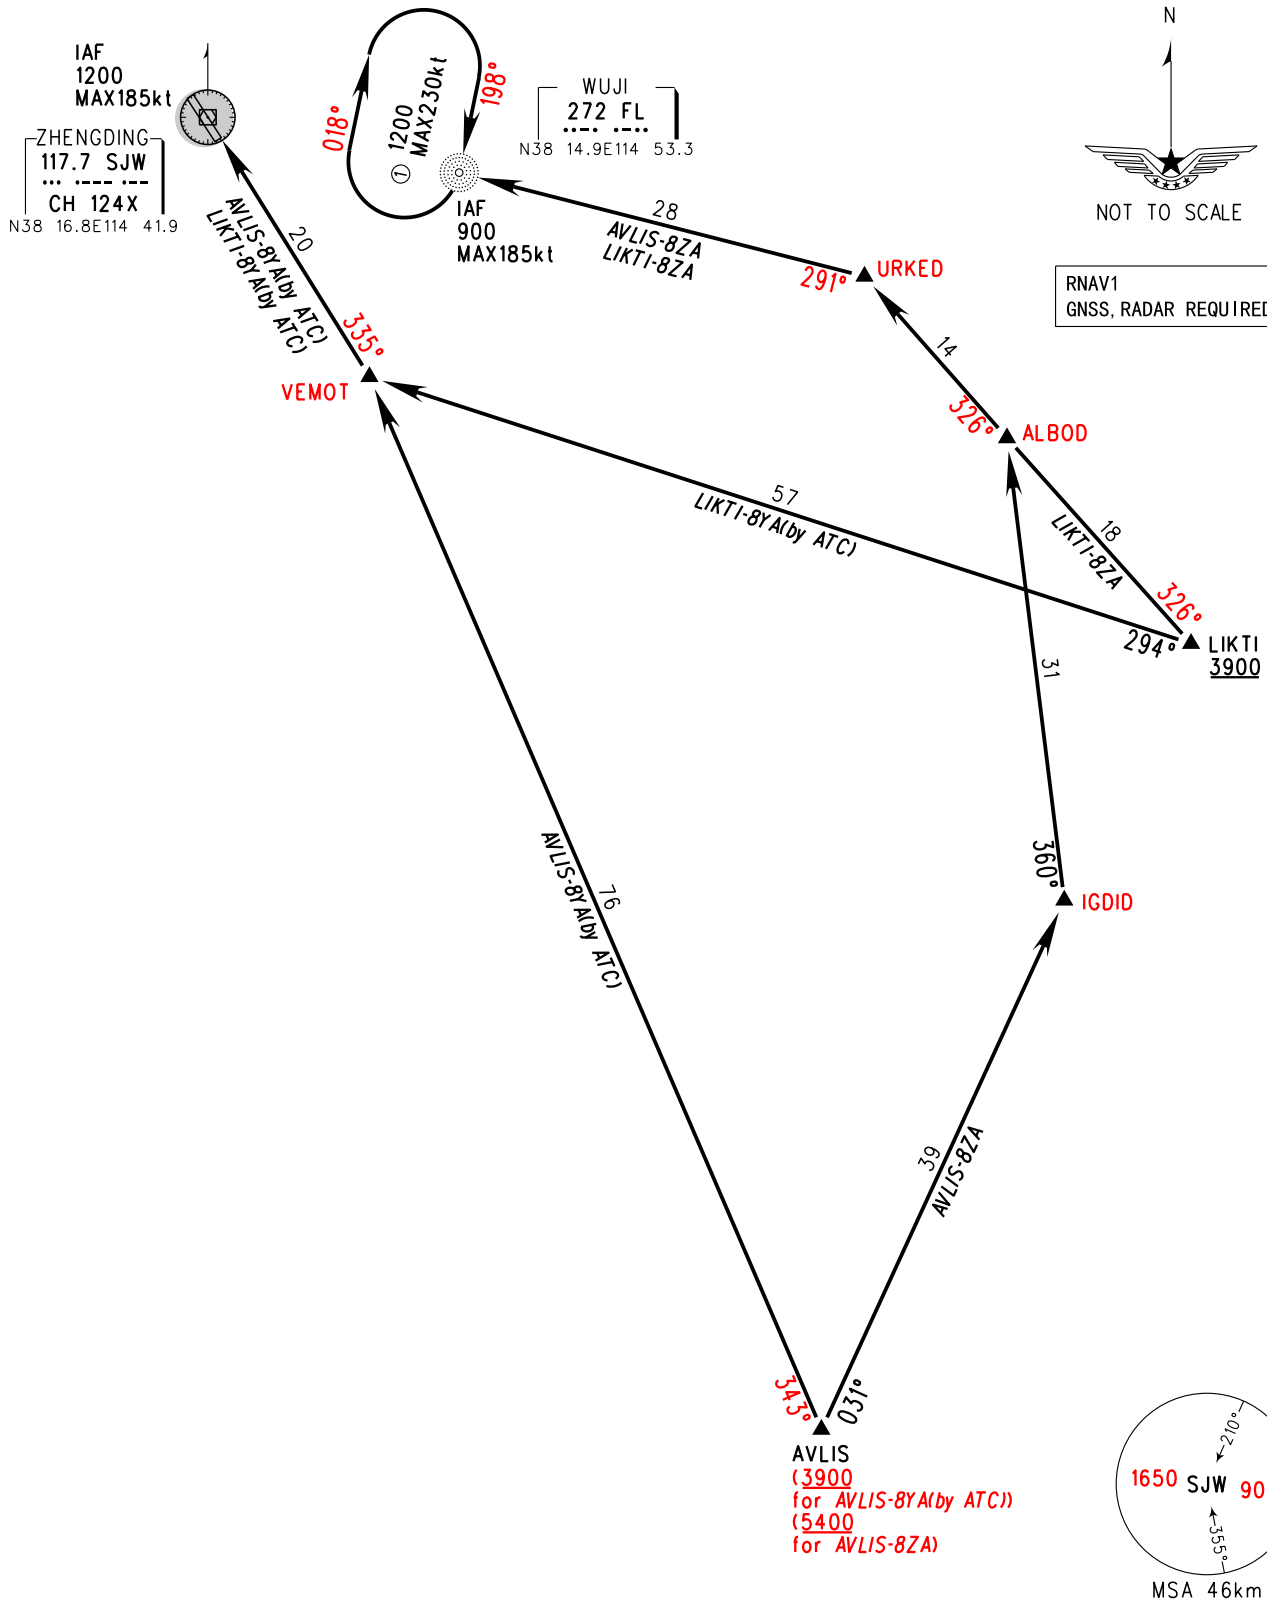 IAF
1200
MAX185kt
ZHENGDING
117.7 SJW
CH 124X
N38 16.8E114 41.9
018°
198°
① 1200
MAX230kt
WUJI
272 FL
N38 14.9E114 53.3
IAF
900
MAX185kt
N
NOT TO SCALE
RNAV1
GNSS, RADAR REQUIRED
28
AVLIS-8ZA
LIKTI-8ZA
291°
URKED
20
AVLIS-8YA(by ATC)
LIKTI-8YA(by ATC)
335°
VEMOT
14
326°
ALBOD
57
LIKTI-8YA(by ATC)
18
LIKTI-8ZA
326°
294°
LIKTI
3900
31
360°
IGDID
76
AVLIS-8YA(by ATC)
39
AVLIS-8ZA
343°
031°
AVLIS
(3900
for AVLIS-8YA(by ATC))
(5400
for AVLIS-8ZA)
210°
1650 SJW 90
355°
MSA 46km